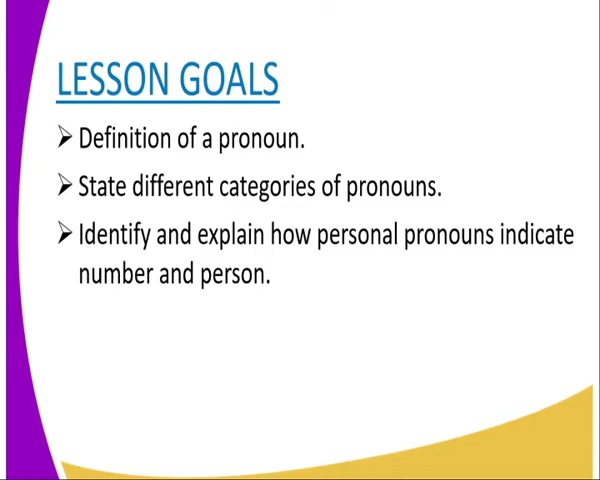 LESSON GOALS
➢ Definition of a pronoun.
➢ State different categories of pronouns.
➢ Identify and explain how personal pronouns indicate
number and person.